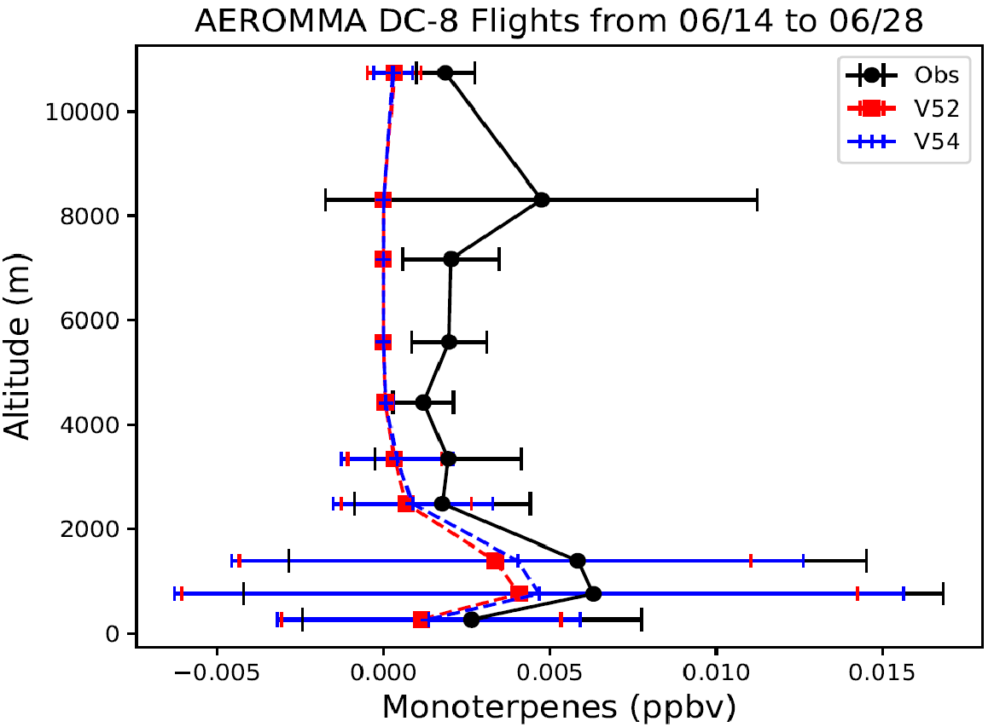 AEROMMA DC-8 Flights from 06/14 to 06/28
Obs
V52
V54
10000
8000
6000
4000
2000
0
Altitude (m)
−0.005 0.000 0.005 0.010 0.015
Monoterpenes (ppbv)